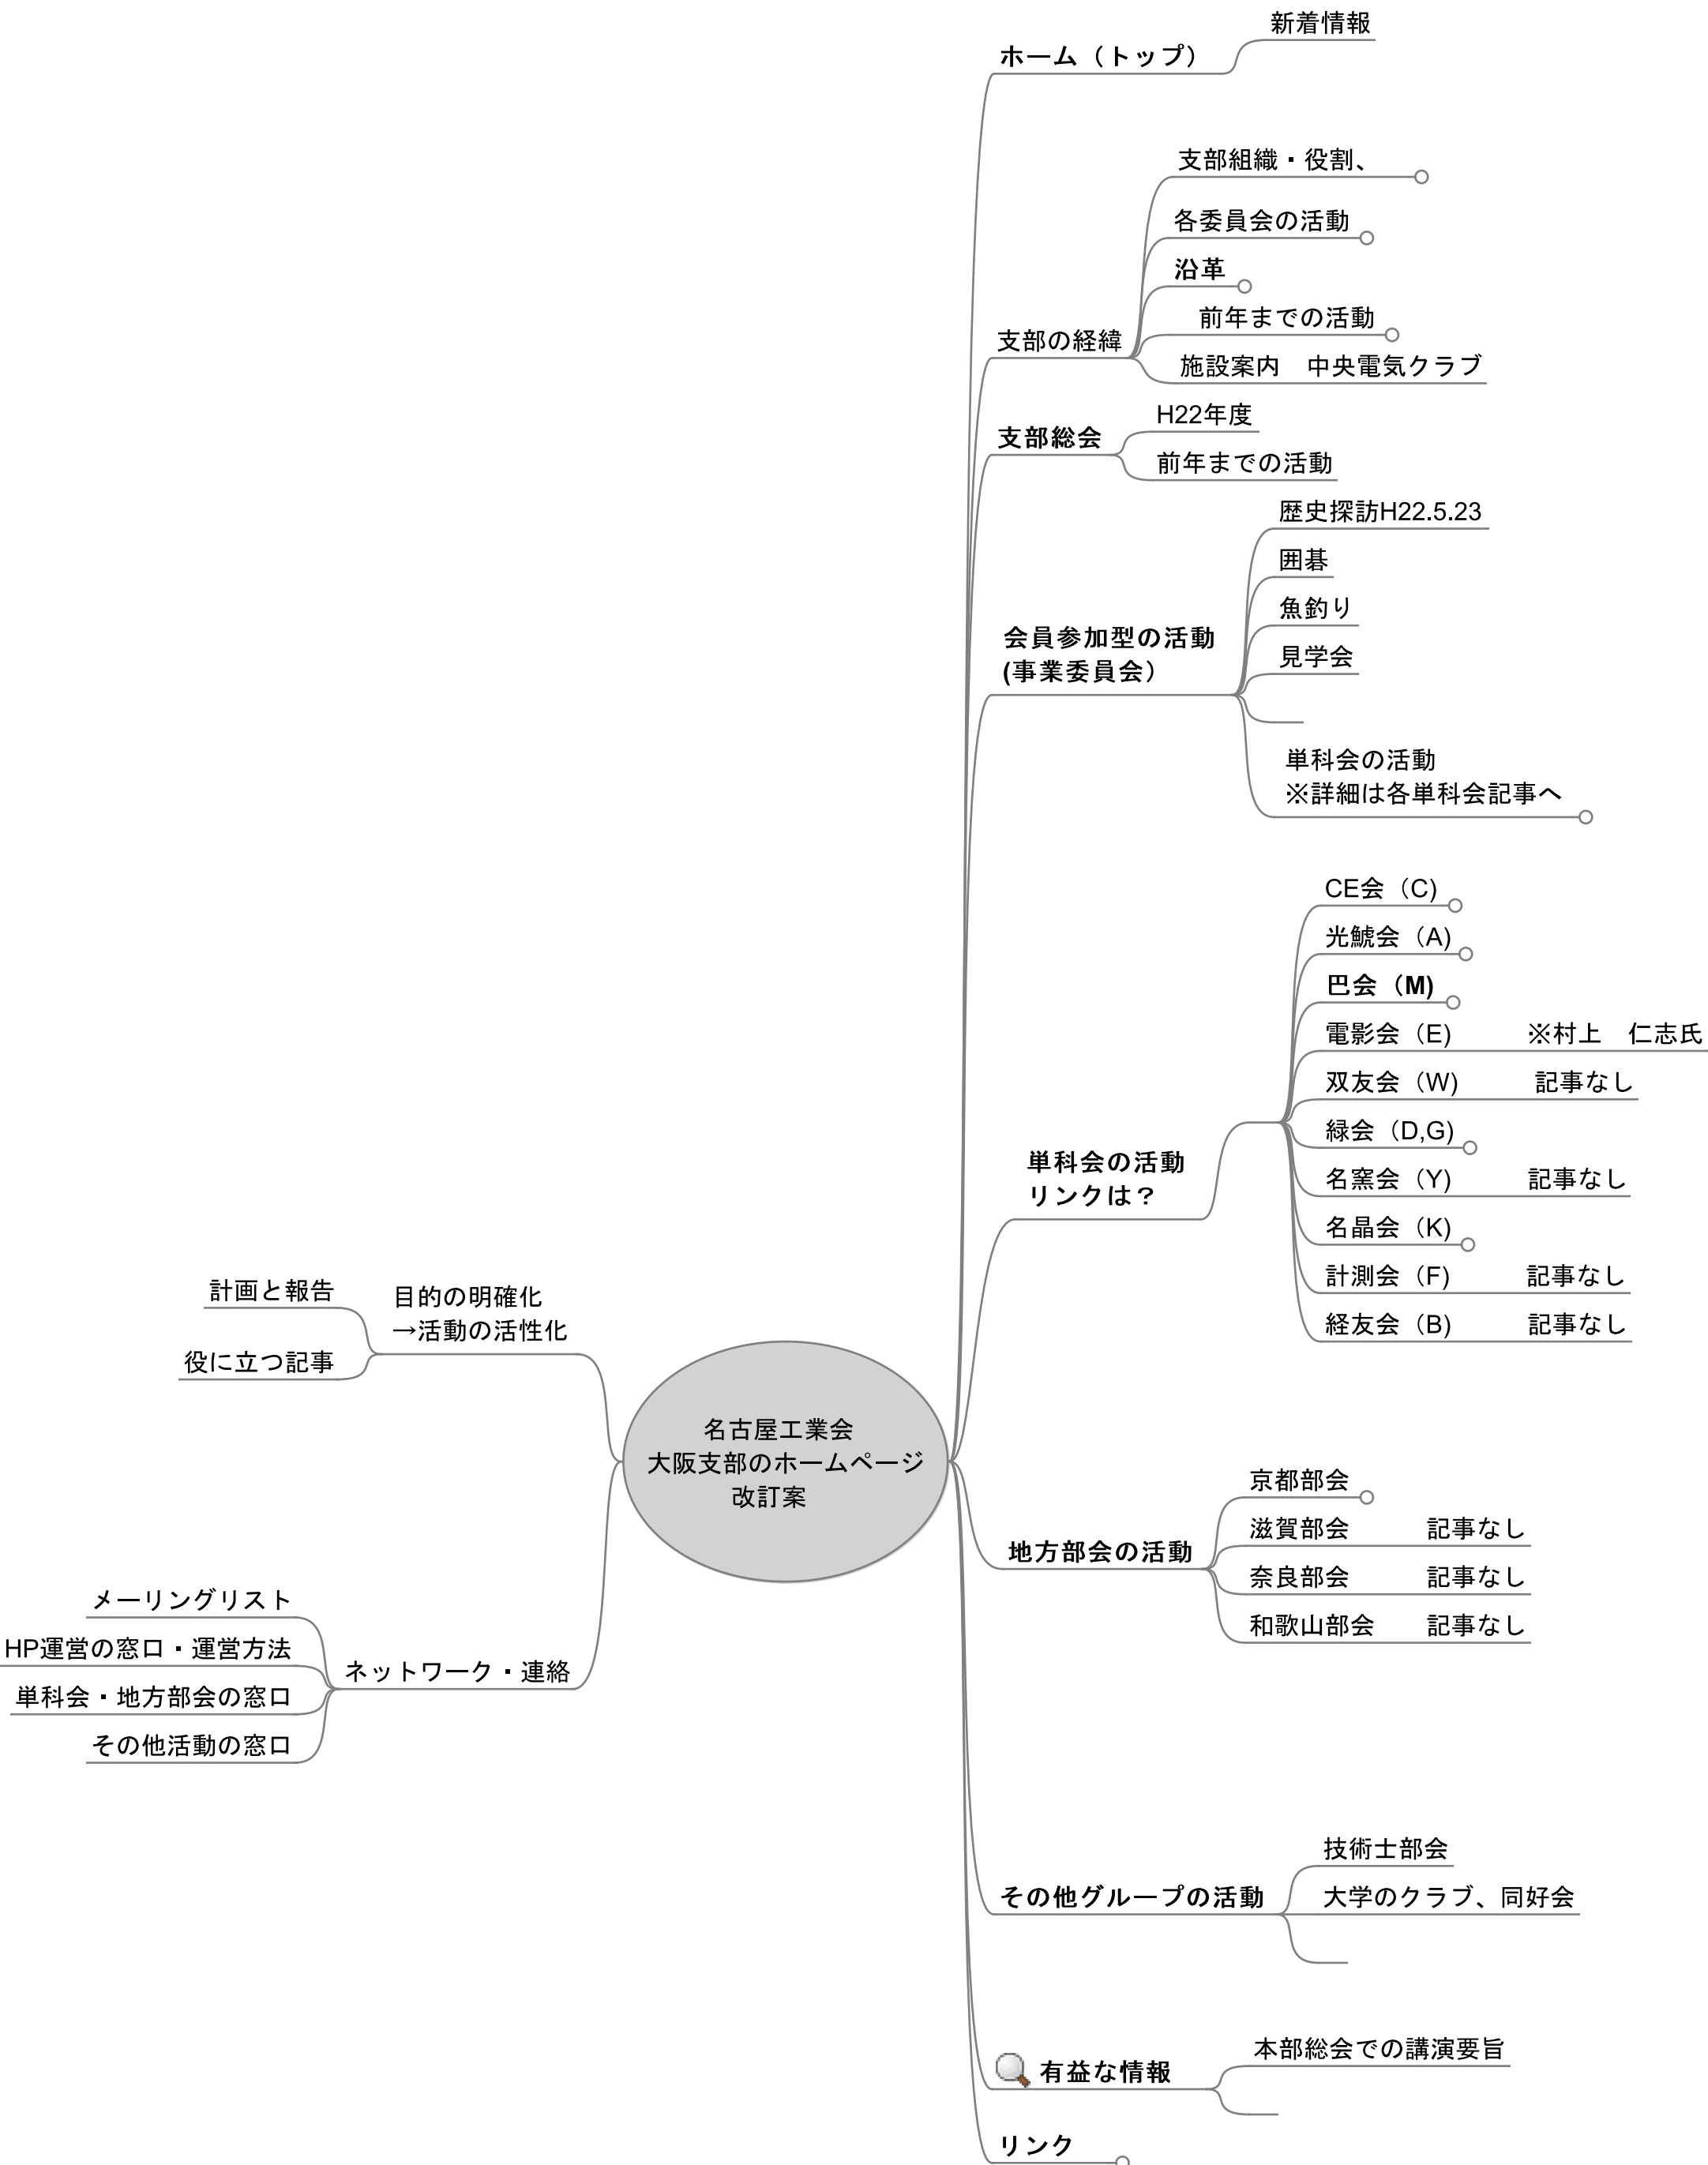 新着情報
ホーム（トップ）
支部組織・役割、
各委員会の活動
沿革
前年までの活動
支部の経緯
施設案内　中央電気クラブ
H22年度
支部総会
前年までの活動
歴史探訪H22.5.23
囲碁
魚釣り
見学会
会員参加型の活動
(事業委員会）
単科会の活動
※詳細は各単科会記事へ
CE会（C)
光鯱会（A)
巴会（M)
電影会（E)　　　※村上　仁志氏
双友会（W)　　　記事なし
緑会（D,G)
名窯会（Y)　　　記事なし
名晶会（K)
計測会（F)　　　記事なし
経友会（B)　　　記事なし
単科会の活動
リンクは？
京都部会
滋賀部会　　　記事なし
奈良部会　　　記事なし
和歌山部会　　記事なし
地方部会の活動
技術士部会
大学のクラブ、同好会
その他グループの活動
本部総会での講演要旨
有益な情報
リンク
名古屋工業会
大阪支部のホームページ
改訂案
目的の明確化
→活動の活性化
計画と報告
役に立つ記事
ネットワーク・連絡
メーリングリスト
HP運営の窓口・運営方法
単科会・地方部会の窓口
その他活動の窓口